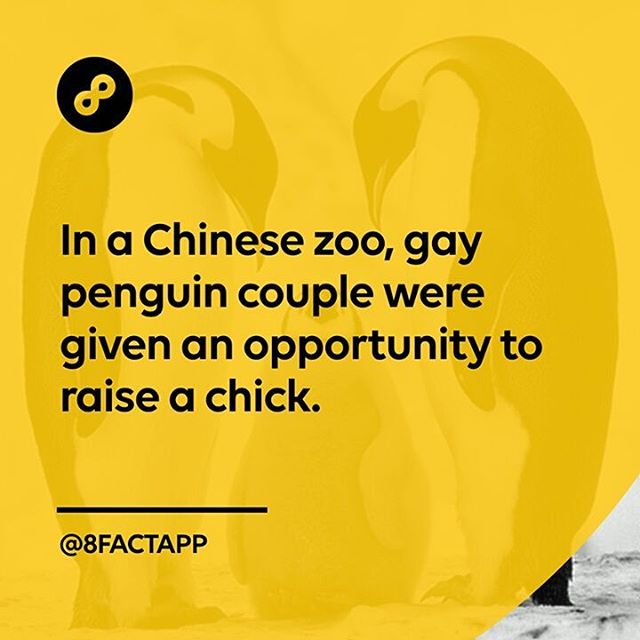 In a Chinese zoo, gay
penguin couple were
given an opportunity to
raise a chick.
@8FACTAPP